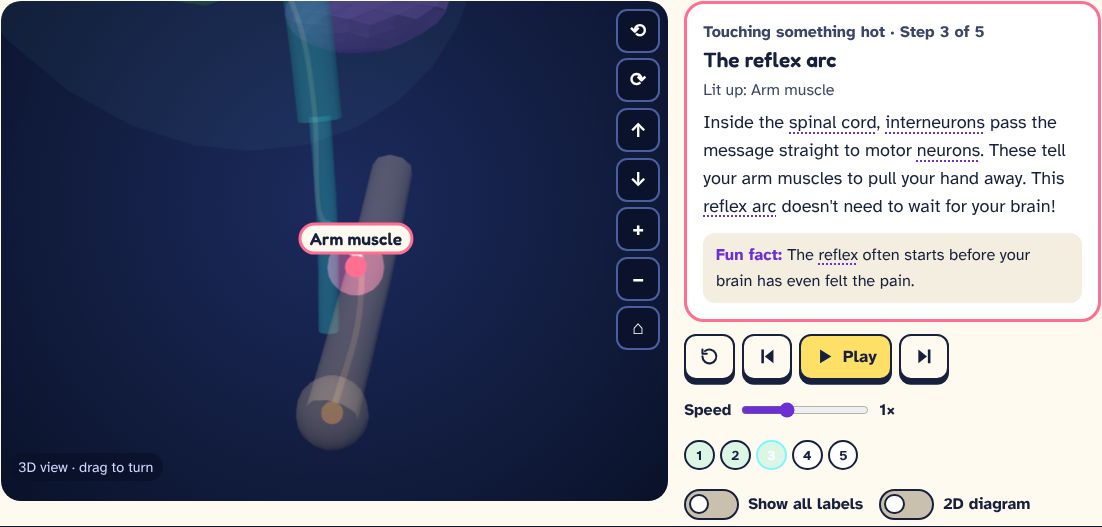 Arm muscle
3D view · drag to turn
Touching something hot · Step 3 of 5
The reflex arc
Lit up: Arm muscle
Inside the spinal cord, interneurons pass the
message straight to motor neurons. These tell
your arm muscles to pull your hand away. This
reflex arc doesn't need to wait for your brain!
Fun fact: The reflex often starts before your
brain has even felt the pain.
Play
Speed 1×
1 2 3 4 5
Show all labels 2D diagram